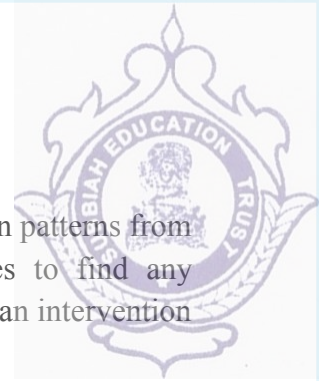 SUBBIAH EDUCATION TRUST
n patterns from
es to find any
an intervention